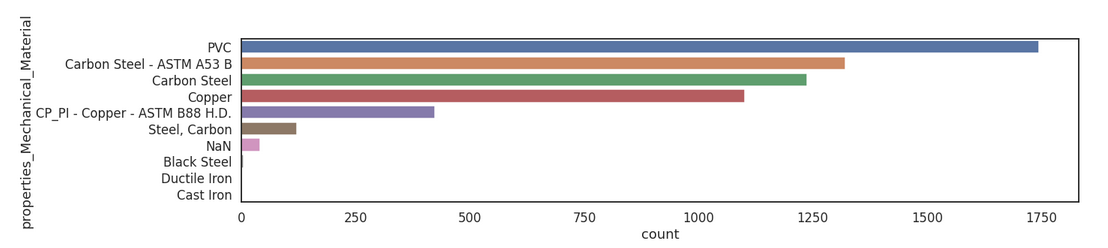 properties_Mechanical_Material
PVC
Carbon Steel - ASTM A53 B
Carbon Steel
Copper
CP_PI - Copper - ASTM B88 H.D.
Steel, Carbon
NaN
Black Steel
Ductile Iron
Cast Iron
0 250 500 750 1000 1250 1500 1750
count